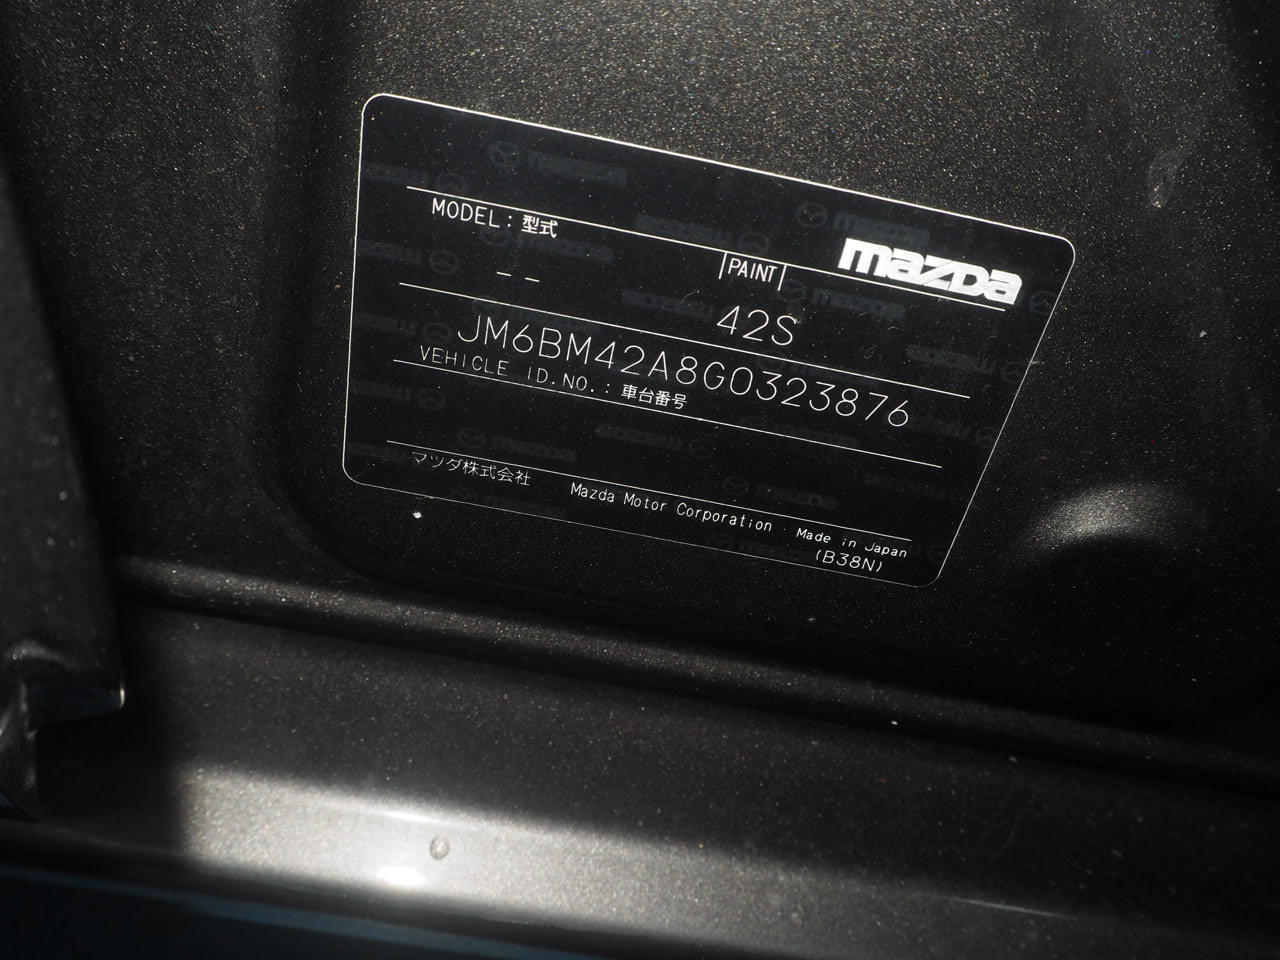 mazda
MODEL: 型式
PAINT
--
42S
JM6BM42A8G0323876
VEHICLE ID.NO.: 車台番号
マツダ株式会社 Mazda Motor Corporation Made in Japan
(B38N)